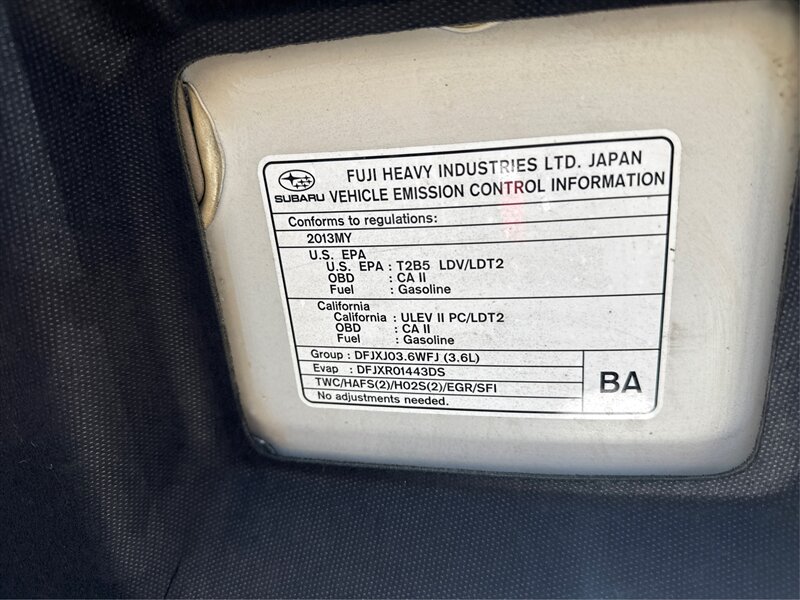 FUJI HEAVY INDUSTRIES LTD. JAPAN
SUBARU VEHICLE EMISSION CONTROL INFORMATION
Conforms to regulations:
2013MY
U.S. EPA
U.S. EPA : T2B5 LDV/LDT2
OBD : CA II
Fuel : Gasoline
California
California : ULEV II PC/LDT2
OBD : CA II
Fuel : Gasoline
Group : DFJXJ03.6WFJ (3.6L)
Evap : DFJXR01443DS
TWC/HAFS(2)/HO2S(2)/EGR/SFI
No adjustments needed.
BA